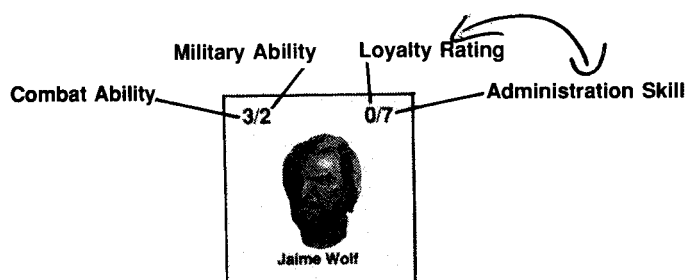 Military Ability Loyalty Rating
Combat Ability Administration Skill
3/2 0/7
Jaime Wolf